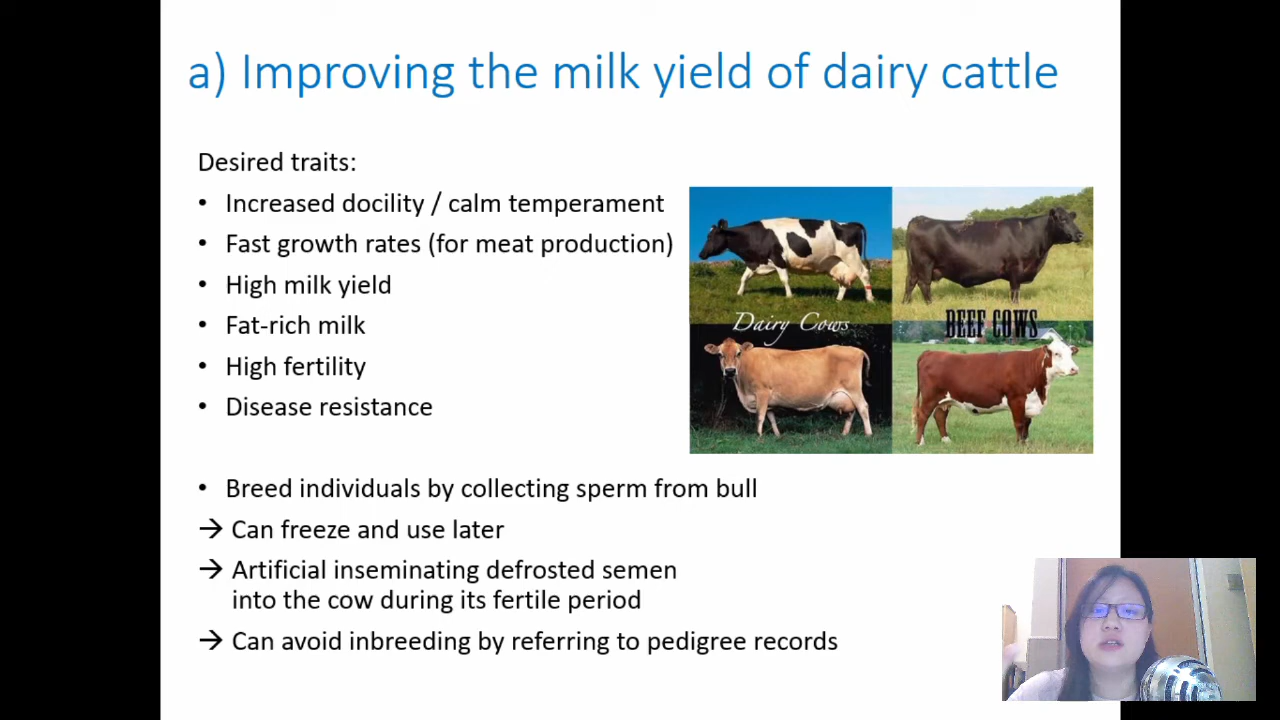 a) Improving the milk yield of dairy cattle
Desired traits:
• Increased docility / calm temperament
• Fast growth rates (for meat production)
• High milk yield
• Fat-rich milk
• High fertility
• Disease resistance
Dairy Cows
BEEF COWS
• Breed individuals by collecting sperm from bull
→ Can freeze and use later
→ Artificial inseminating defrosted semen
into the cow during its fertile period
→ Can avoid inbreeding by referring to pedigree records